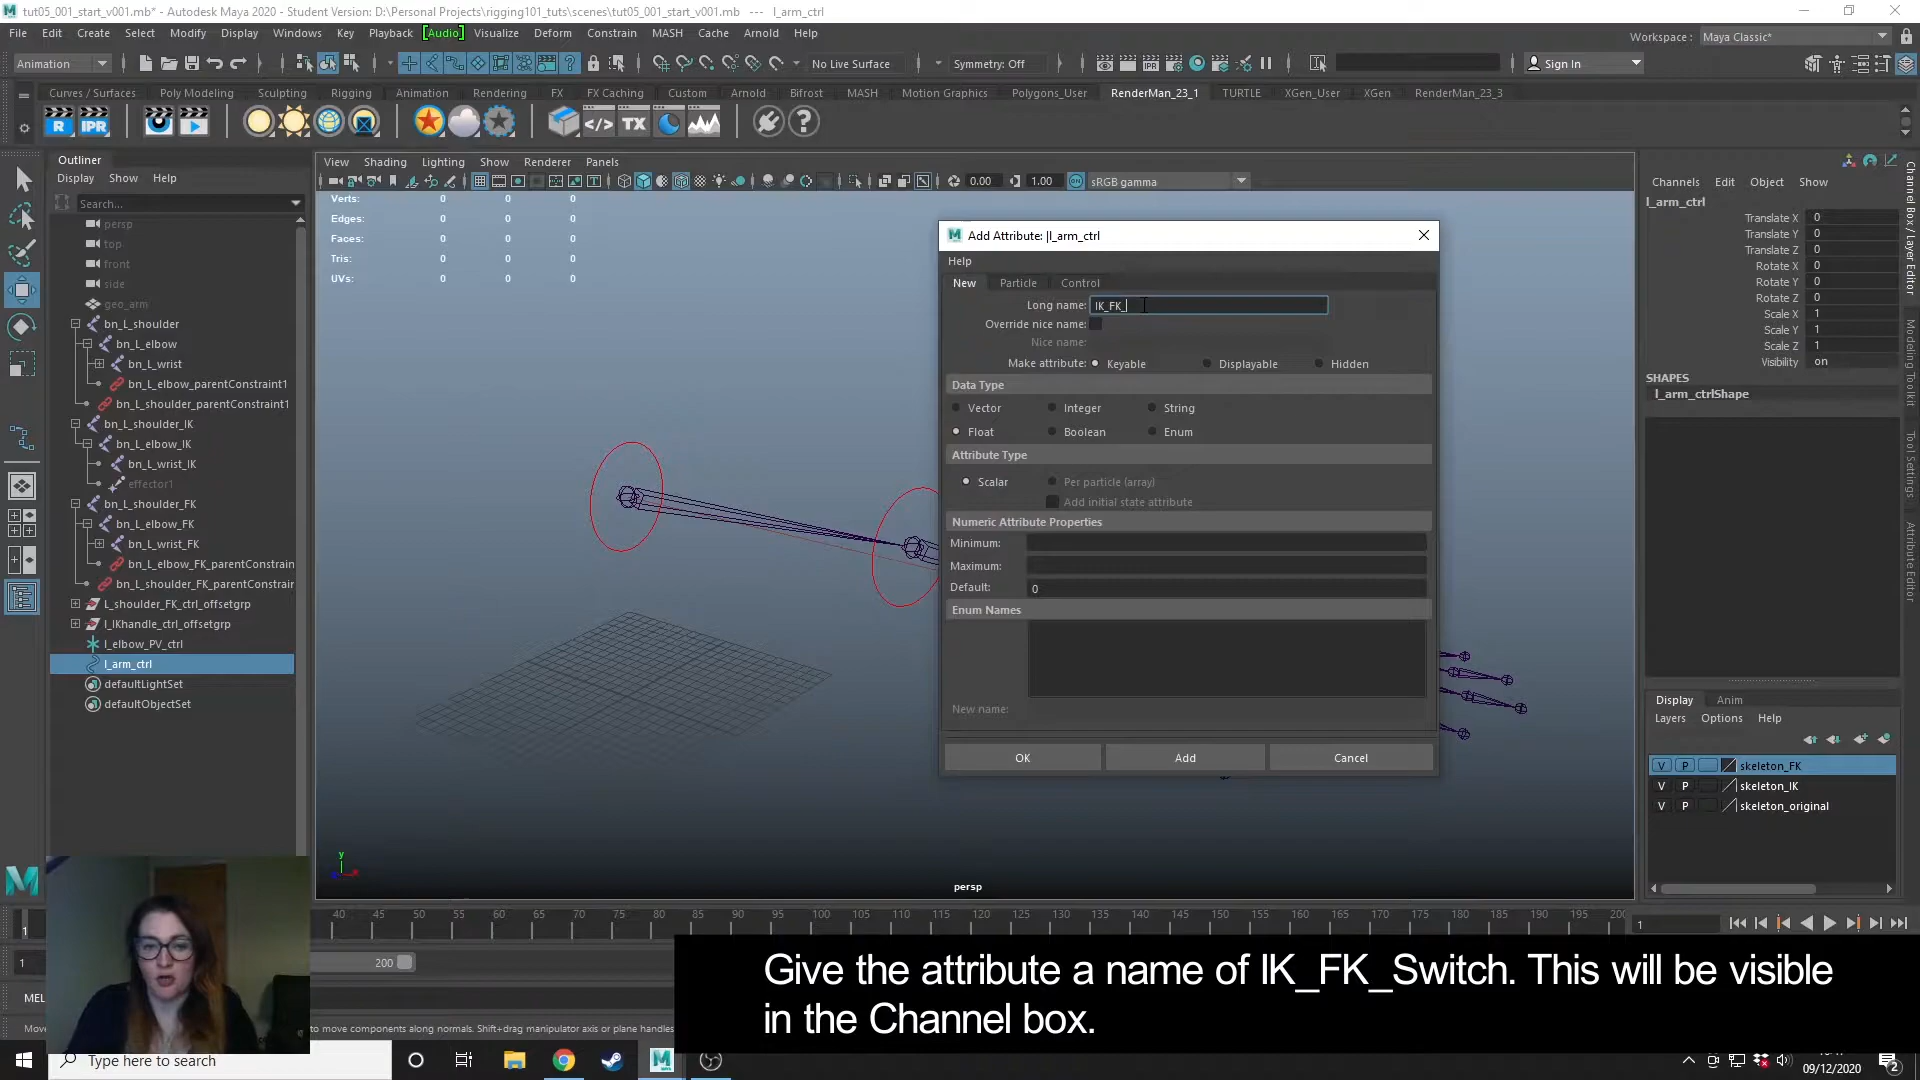 tut05_001_start_v001.mb* - Autodesk Maya 2020 - Student Version: D:\Personal Projects\rigging101_tuts\scenes\tut05_001_start_v001.mb --- l_arm_ctrl
File Edit Create Select Modify Display Windows Key Playback [Audio] Visualize Deform Constrain MASH Cache Arnold Help
Workspace : Maya Classic*
Animation No Live Surface Symmetry: Off Sign In
Curves / Surfaces Poly Modeling Sculpting Rigging Animation Rendering FX FX Caching Custom Arnold Bifrost MASH Motion Graphics Polygons_User RenderMan_23_1 TURTLE XGen_User XGen RenderMan_23_3
R IPR </> TX ?
Outliner
Display Show Help
Search...
persp
top
front
side
geo_arm
bn_L_shoulder
bn_L_elbow
bn_L_wrist
bn_L_elbow_parentConstraint1
bn_L_shoulder_parentConstraint1
bn_L_shoulder_IK
bn_L_elbow_IK
bn_L_wrist_IK
effector1
bn_L_shoulder_FK
bn_L_elbow_FK
bn_L_wrist_FK
bn_L_elbow_FK_parentConstrain
bn_L_shoulder_FK_parentConstrain
L_shoulder_FK_ctrl_offsetgrp
l_IKhandle_ctrl_offsetgrp
l_elbow_PV_ctrl
l_arm_ctrl
defaultLightSet
defaultObjectSet
View Shading Lighting Show Renderer Panels
0.00 1.00 sRGB gamma
Verts: 0 0 0
Edges: 0 0 0
Faces: 0 0 0
Tris: 0 0 0
UVs: 0 0 0
y
persp
Add Attribute: |l_arm_ctrl
Help
New Particle Control
Long name: IK_FK_
Override nice name:
Nice name:
Make attribute: Keyable Displayable Hidden
Data Type
Vector Integer String
Float Boolean Enum
Attribute Type
Scalar Per particle (array)
Add initial state attribute
Numeric Attribute Properties
Minimum:
Maximum:
Default: 0
Enum Names
New name:
OK Add Cancel
Channels Edit Object Show
l_arm_ctrl
Translate X 0
Translate Y 0
Translate Z 0
Rotate X 0
Rotate Y 0
Rotate Z 0
Scale X 1
Scale Y 1
Scale Z 1
Visibility on
SHAPES
l_arm_ctrlShape
Channel Box / Layer Editor
Modeling Toolkit
Tool Settings
Attribute Editor
Display Anim
Layers Options Help
V P skeleton_FK
V P skeleton_IK
V P skeleton_original
40 45 50 55 60 65 70 75 80 85 90 95 100 105 110 115 120 125 130 135 140 145 150 155 160 165 170 175 180 185 190 195
1
1
1 200
MEL
Give the attribute a name of IK_FK_Switch. This will be visible
in the Channel box.
to move components along normals. Shift+drag manipulator axis or plane handles
Type here to search
09/12/2020
2